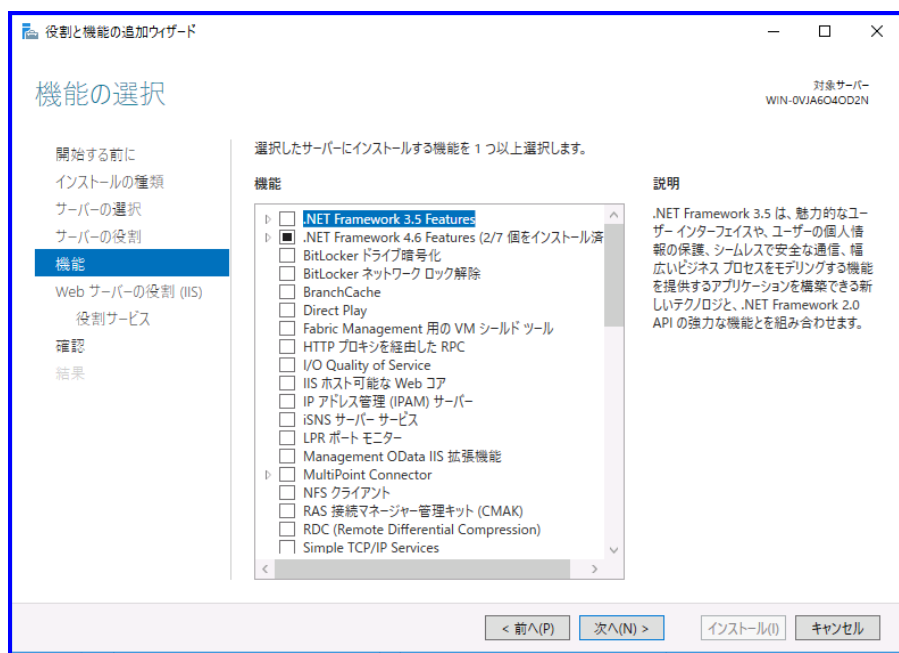 役割と機能の追加ウィザード
機能の選択
対象サーバー
WIN-0VJA6O4OD2N
開始する前に
インストールの種類
サーバーの選択
サーバーの役割
機能
Web サーバーの役割 (IIS)
役割サービス
確認
結果
選択したサーバーにインストールする機能を 1 つ以上選択します。
機能
.NET Framework 3.5 Features
.NET Framework 4.6 Features (2/7 個をインストール済
BitLocker ドライブ暗号化
BitLocker ネットワーク ロック解除
BranchCache
Direct Play
Fabric Management 用の VM シールド ツール
HTTP プロキシを経由した RPC
I/O Quality of Service
IIS ホスト可能な Web コア
IP アドレス管理 (IPAM) サーバー
iSNS サーバー サービス
LPR ポート モニター
Management OData IIS 拡張機能
MultiPoint Connector
NFS クライアント
RAS 接続マネージャー管理キット (CMAK)
RDC (Remote Differential Compression)
Simple TCP/IP Services
説明
.NET Framework 3.5 は、魅力的なユー
ザー インターフェイスや、ユーザーの個人情
報の保護、シームレスで安全な通信、幅
広いビジネス プロセスをモデリングする機能
を提供するアプリケーションを構築できる新
しいテクノロジと、.NET Framework 2.0
API の強力な機能とを組み合わせます。
< 前へ(P)
次へ(N) >
インストール(I)
キャンセル